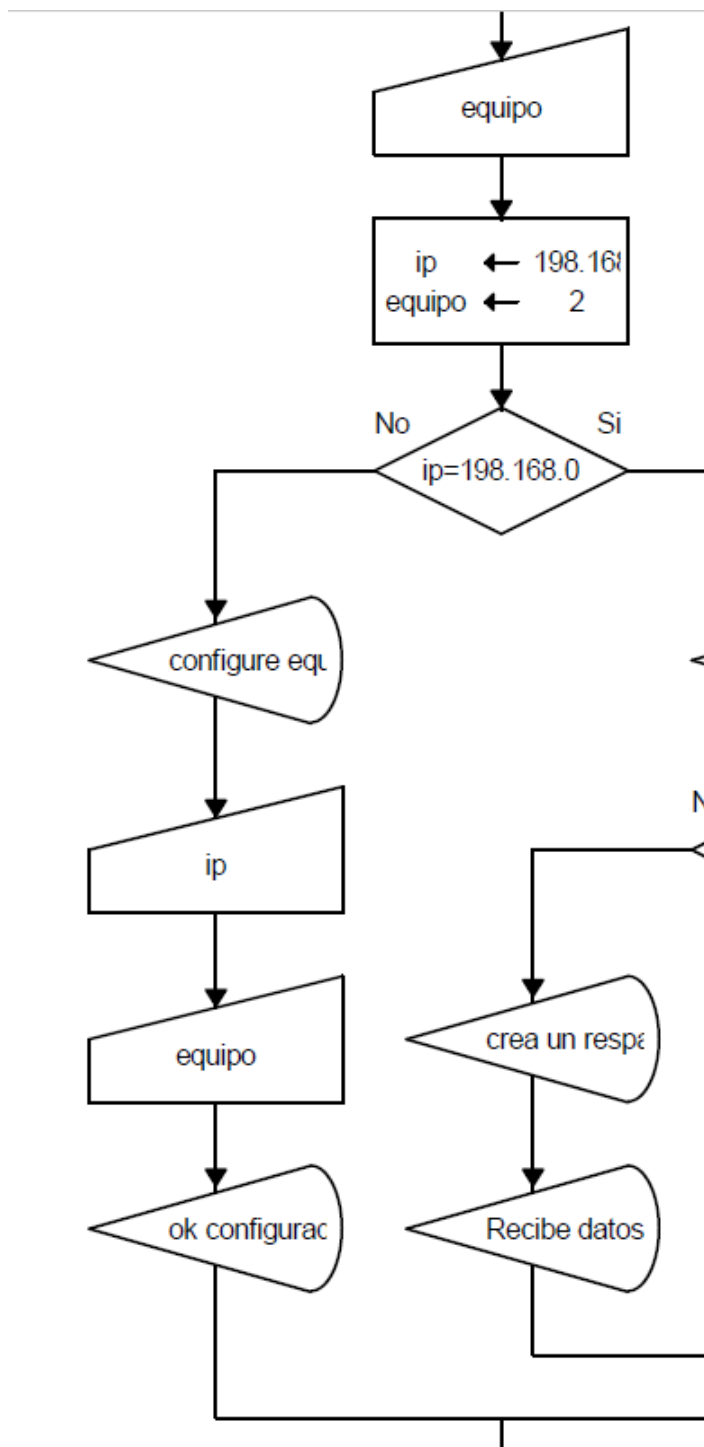 equipo
ip ← 198.168
equipo ← 2
No
Si
ip=198.168.0
configure equ
N
ip
equipo
crea un respa
ok configurac
Recibe datos